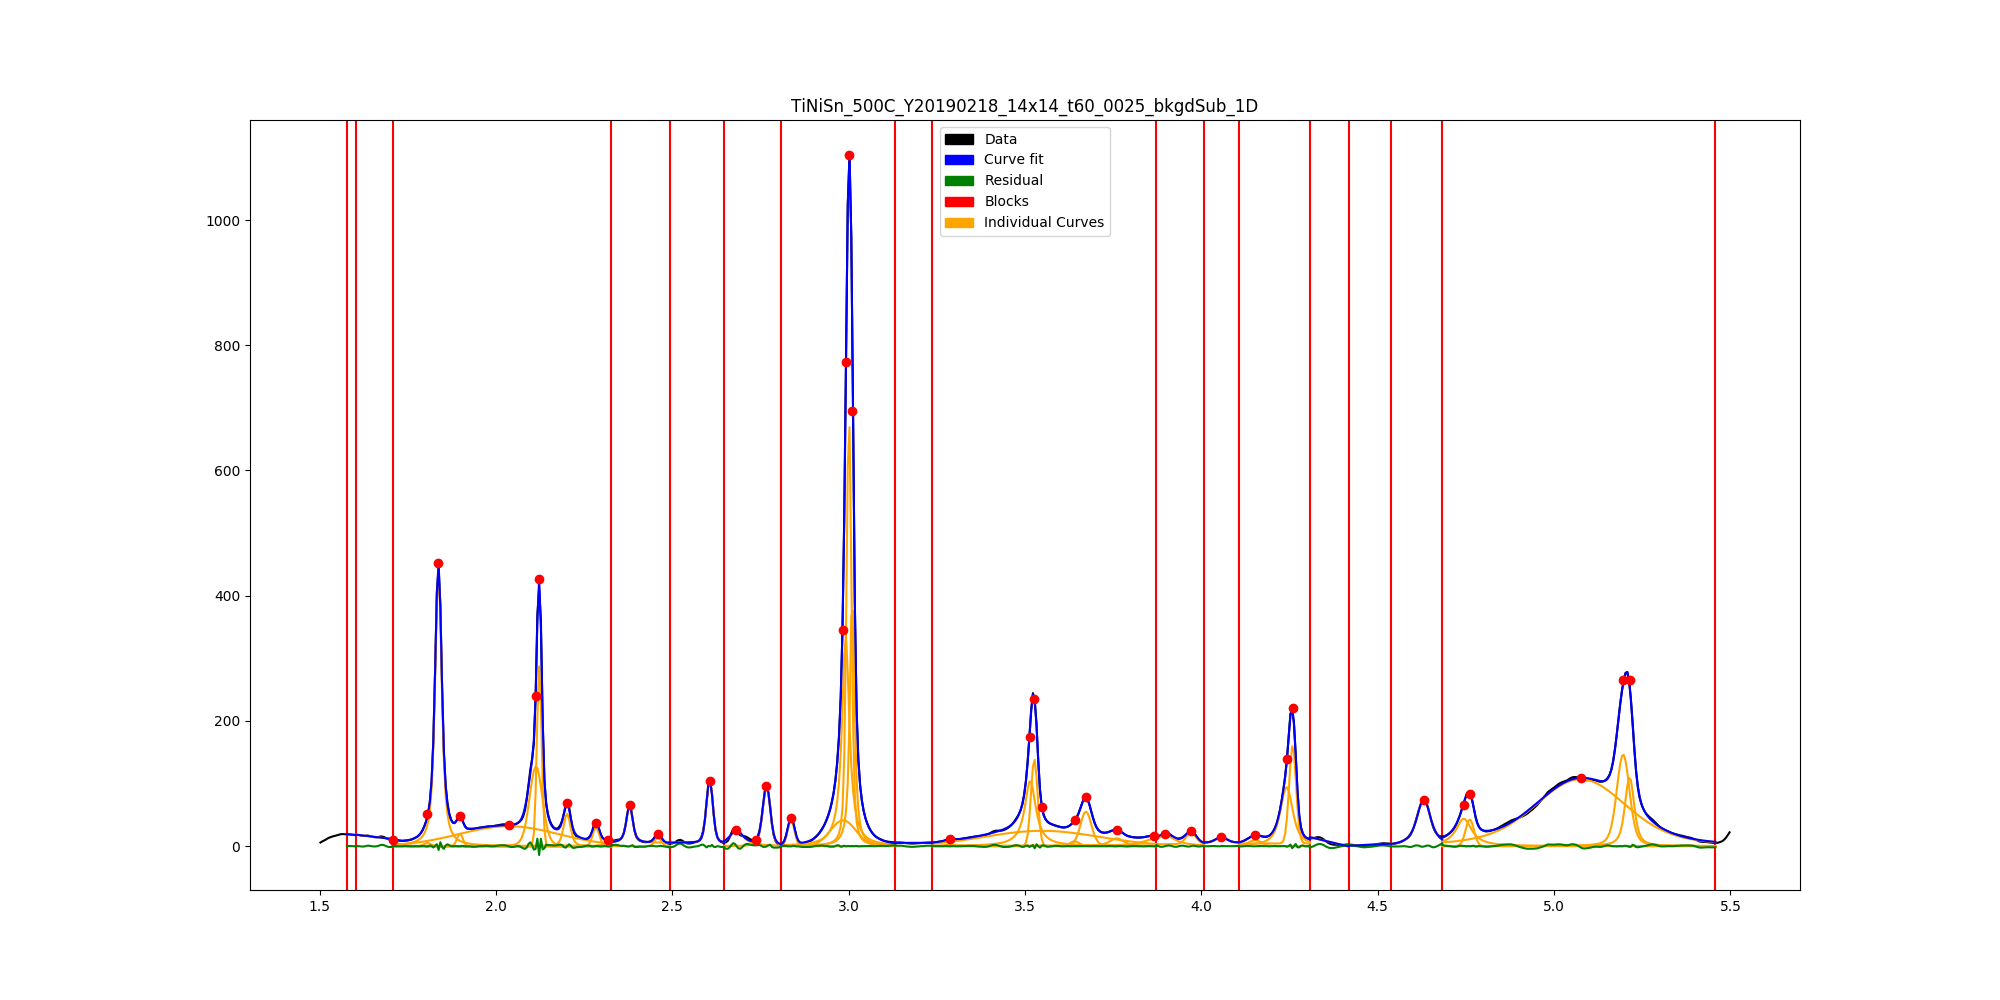 TiNiSn_500C_Y20190218_14x14_t60_0025_bkgdSub_1D
Data
Curve fit
Residual
Blocks
Individual Curves
1000
800
600
400
200
0
1.5 2.0 2.5 3.0 3.5 4.0 4.5 5.0 5.5